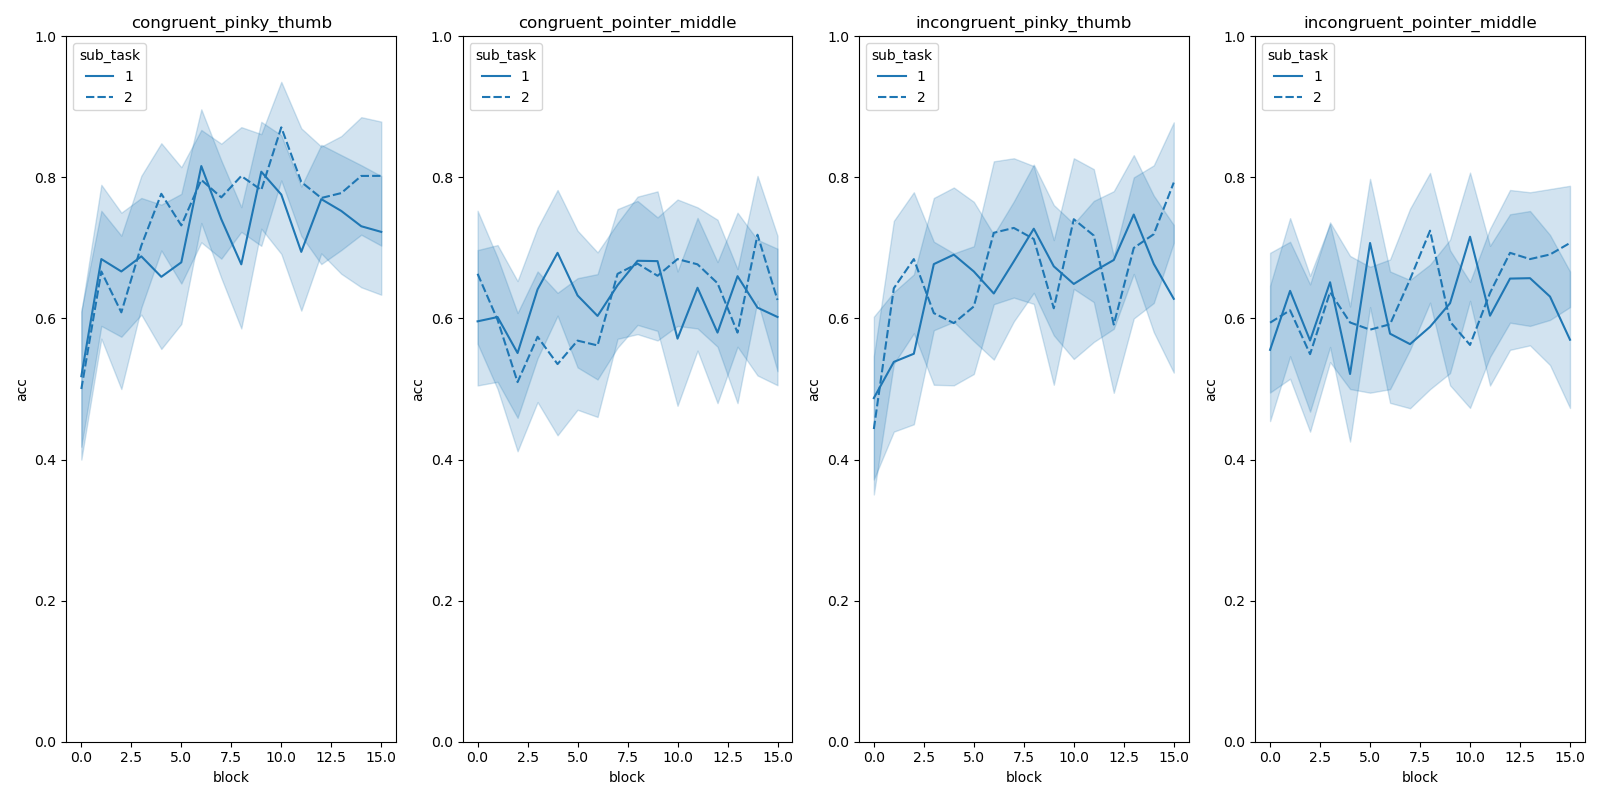 congruent_pinky_thumb
sub_task
1
2
1.0
0.8
0.6
0.4
0.2
0.0
acc
0.0 2.5 5.0 7.5 10.0 12.5 15.0
block
congruent_pointer_middle
sub_task
1
2
1.0
0.8
0.6
0.4
0.2
0.0
acc
0.0 2.5 5.0 7.5 10.0 12.5 15.0
block
incongruent_pinky_thumb
sub_task
1
2
1.0
0.8
0.6
0.4
0.2
0.0
acc
0.0 2.5 5.0 7.5 10.0 12.5 15.0
block
incongruent_pointer_middle
sub_task
1
2
1.0
0.8
0.6
0.4
0.2
0.0
acc
0.0 2.5 5.0 7.5 10.0 12.5 15.0
block